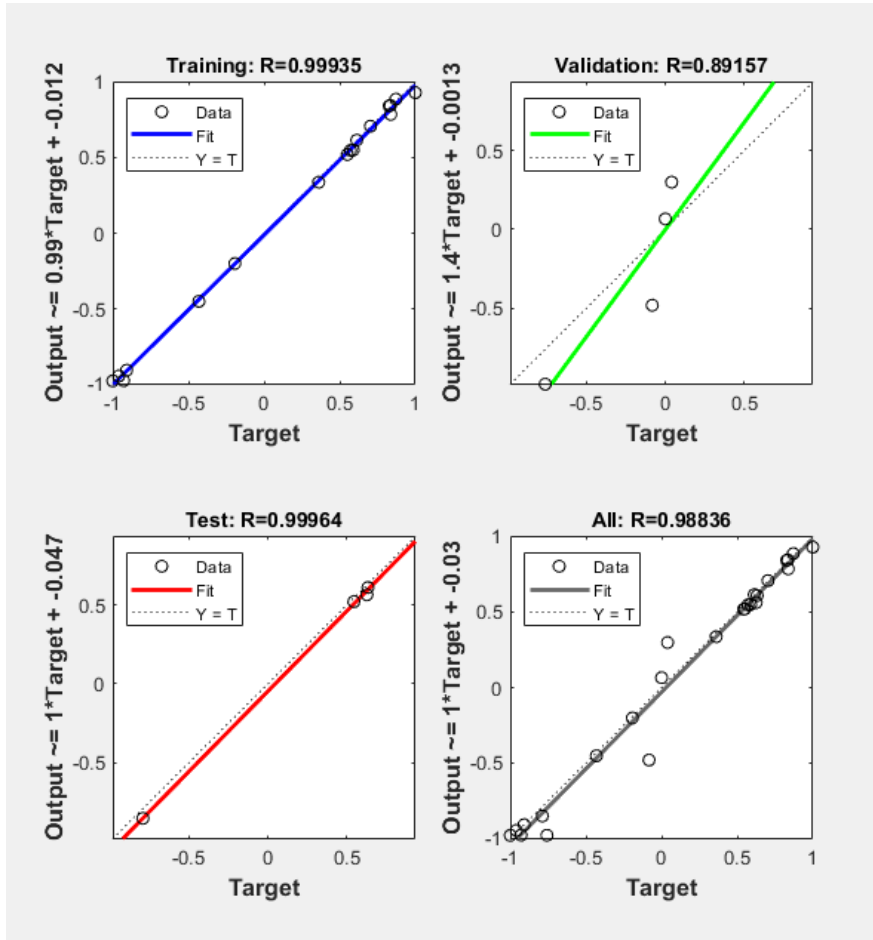 Training: R=0.99935
Output ~= 0.99*Target + -0.012
1
0.5
0
-0.5
-1
Data
Fit
Y = T
-1
-0.5
0
0.5
1
Target
Validation: R=0.89157
Output ~= 1.4*Target + -0.0013
0.5
0
-0.5
Data
Fit
Y = T
-0.5
0
0.5
Target
Test: R=0.99964
Output ~= 1*Target + -0.047
0.5
0
-0.5
Data
Fit
Y = T
-0.5
0
0.5
Target
All: R=0.98836
Output ~= 1*Target + -0.03
1
0.5
0
-0.5
-1
Data
Fit
Y = T
-1
-0.5
0
0.5
1
Target